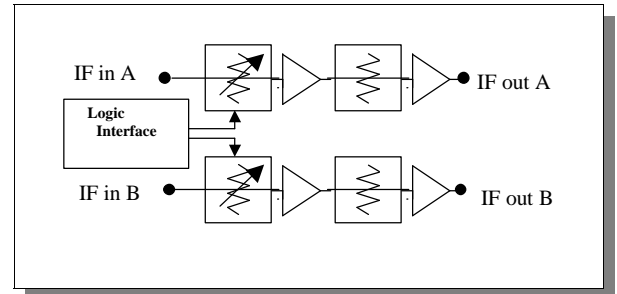 IF in A
IF out A
Logic
Interface
IF in B
IF out B